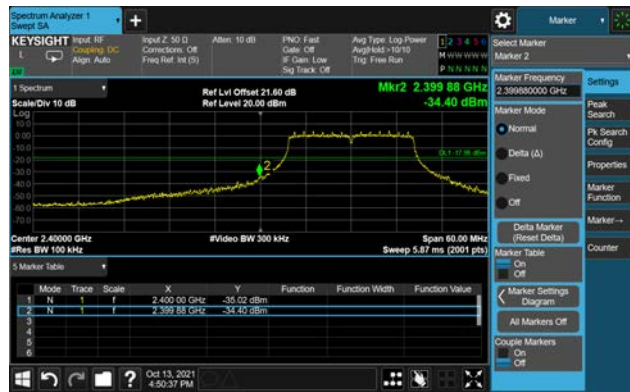 Spectrum Analyzer 1
Swept SA
Marker
KEYSIGHT
L
Input: RF
Coupling: DC
Align: Auto
Input Z: 50 Ω
Corrections: Off
Freq Ref: Int (S)
Atten: 10 dB
PNO: Fast
Gate: Off
IF Gain: Low
Sig Track: Off
Avg Type: Log-Power
Avg|Hold:>10/10
Trig: Free Run
1 2 3 4 5 6
M W W W W W
P N N N N N
Select Marker
Marker 2
1 Spectrum
Scale/Div 10 dB
Log
Ref Lvl Offset 21.60 dB
Ref Level 20.00 dBm
Mkr2 2.399 88 GHz
-34.40 dBm
10.0
0.00
-10.0
-20.0
-30.0
-40.0
-50.0
-60.0
-70.0
2
Center 2.40000 GHz
#Res BW 100 kHz
#Video BW 300 kHz
Span 60.00 MHz
Sweep 5.87 ms (2001 pts)
5 Marker Table
Mode Trace Scale X Y Function Function Width Function Value
1 N 1 f 2.400 00 GHz -35.02 dBm
2 N 1 f 2.399 88 GHz -34.40 dBm
3
4
5
6
Marker Frequency
2.399880000 GHz
Marker Mode
Normal
Delta (Δ)
Fixed
Off
Delta Marker
(Reset Delta)
Marker Table
On
Off
Marker Settings
Diagram
All Markers Off
Couple Markers
On
Off
Settings
Peak
Search
Pk Search
Config
Properties
Marker
Function
Marker→
Counter
Oct 13, 2021
4:50:37 PM